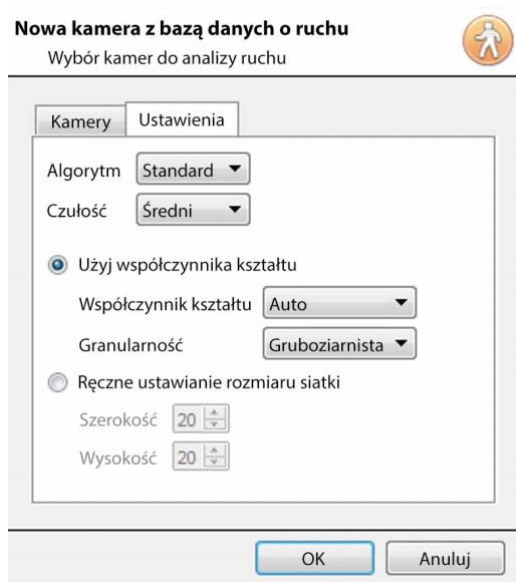 Nowa kamera z bazą danych o ruchu
Wybór kamer do analizy ruchu
Kamery Ustawienia
Algorytm Standard
Czułość Średni
Użyj współczynnika kształtu
Współczynnik kształtu Auto
Granularność Gruboziarnista
Ręczne ustawianie rozmiaru siatki
Szerokość 20
Wysokość 20
OK Anuluj